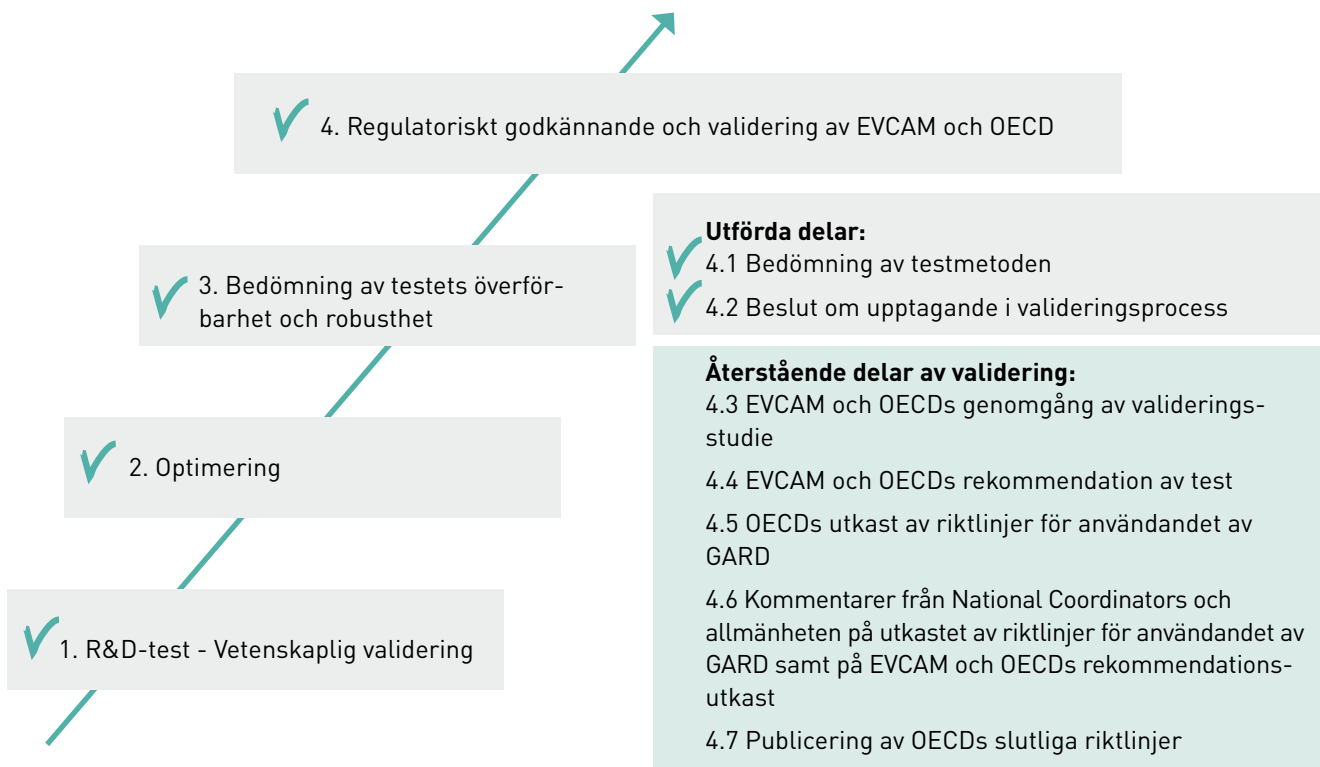 4. Regulatoriskt godkännande och validering av EVCAM och OECD
3. Bedömning av testets överför-
barhet och robusthet
2. Optimering
1. R&D-test - Vetenskaplig validering
Utförda delar:
4.1 Bedömning av testmetoden
4.2 Beslut om upptagande i valideringsprocess
Återstående delar av validering:
4.3 EVCAM och OECDs genomgång av validerings-
studie
4.4 EVCAM och OECDs rekommendation av test
4.5 OECDs utkast av riktlinjer för användandet av
GARD
4.6 Kommentarer från National Coordinators och
allmänheten på utkastet av riktlinjer för användandet av
GARD samt på EVCAM och OECDs rekommendations-
utkast
4.7 Publicering av OECDs slutliga riktlinjer